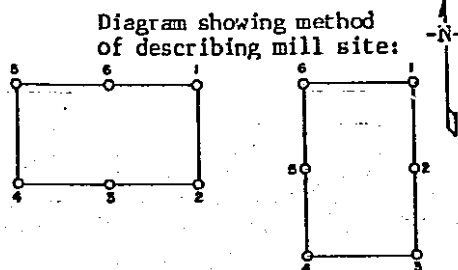 Diagram showing method
of describing mill site:
-N-
5 6 1
4 3 2
6 1
5 2
4 3